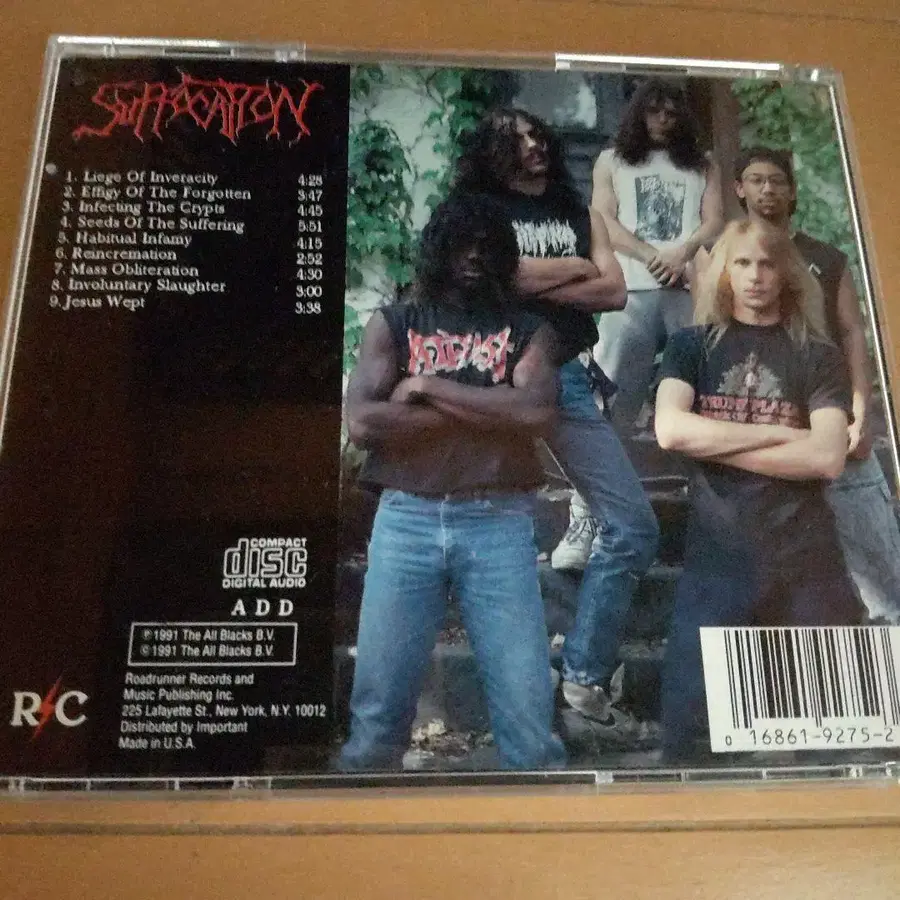 SUFFOCATION
1. Liege Of Inveracity 4:28
2. Effigy Of The Forgotten 3:47
3. Infecting The Crypts 4:45
4. Seeds Of The Suffering 5:51
5. Habitual Infamy 4:15
6. Reincremation 2:52
7. Mass Obliteration 4:30
8. Involuntary Slaughter 3:00
9. Jesus Wept 3:38
COMPACT
disc
DIGITAL AUDIO
ADD
℗ 1991 The All Blacks B.V.
© 1991 The All Blacks B.V.
R C
Roadrunner Records and
Music Publishing Inc.
225 Lafayette St., New York, N.Y. 10012
Distributed by Important
Made in U.S.A.
0 16861-9275-2